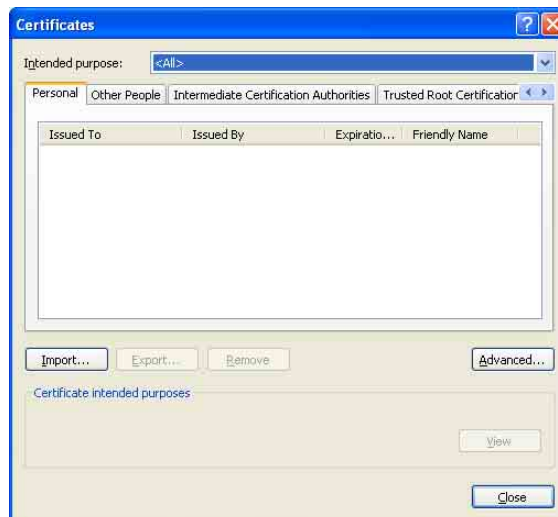 Certificates
Intended purpose: <All>
Personal Other People Intermediate Certification Authorities Trusted Root Certification
Issued To Issued By Expiratio... Friendly Name
Import... Export... Remove Advanced...
Certificate intended purposes
View
Close